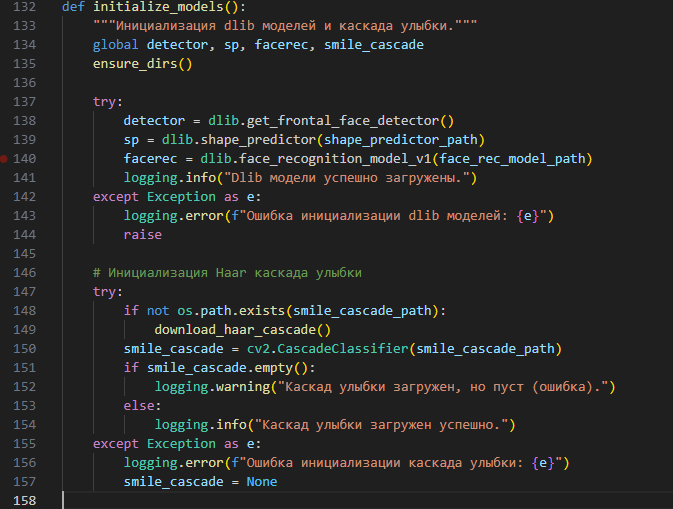 132 def initialize_models():
133     """Инициализация dlib моделей и каскада улыбки."""
134     global detector, sp, facerec, smile_cascade
135     ensure_dirs()
136
137     try:
138         detector = dlib.get_frontal_face_detector()
139         sp = dlib.shape_predictor(shape_predictor_path)
140         facerec = dlib.face_recognition_model_v1(face_rec_model_path)
141         logging.info("Dlib модели успешно загружены.")
142     except Exception as e:
143         logging.error(f"Ошибка инициализации dlib моделей: {e}")
144         raise
145
146     # Инициализация Haar каскада улыбки
147     try:
148         if not os.path.exists(smile_cascade_path):
149             download_haar_cascade()
150         smile_cascade = cv2.CascadeClassifier(smile_cascade_path)
151         if smile_cascade.empty():
152             logging.warning("Каскад улыбки загружен, но пуст (ошибка).")
153         else:
154             logging.info("Каскад улыбки загружен успешно.")
155     except Exception as e:
156         logging.error(f"Ошибка инициализации каскада улыбки: {e}")
157         smile_cascade = None
158